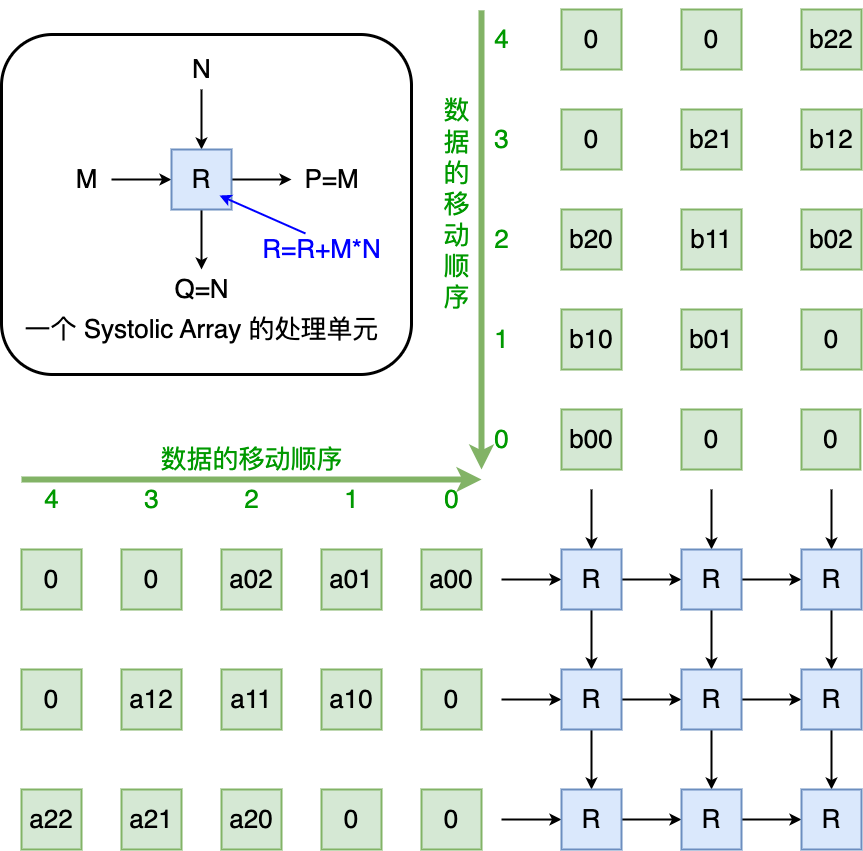 N
M
R
P=M
R=R+M*N
Q=N
一个 Systolic Array 的处理单元
数据的移动顺序
4 0 0 b22
3 0 b21 b12
2 b20 b11 b02
1 b10 b01 0
0 b00 0 0
数据的移动顺序
4 3 2 1 0
0 0 a02 a01 a00 R R R
0 a12 a11 a10 0 R R R
a22 a21 a20 0 0 R R R